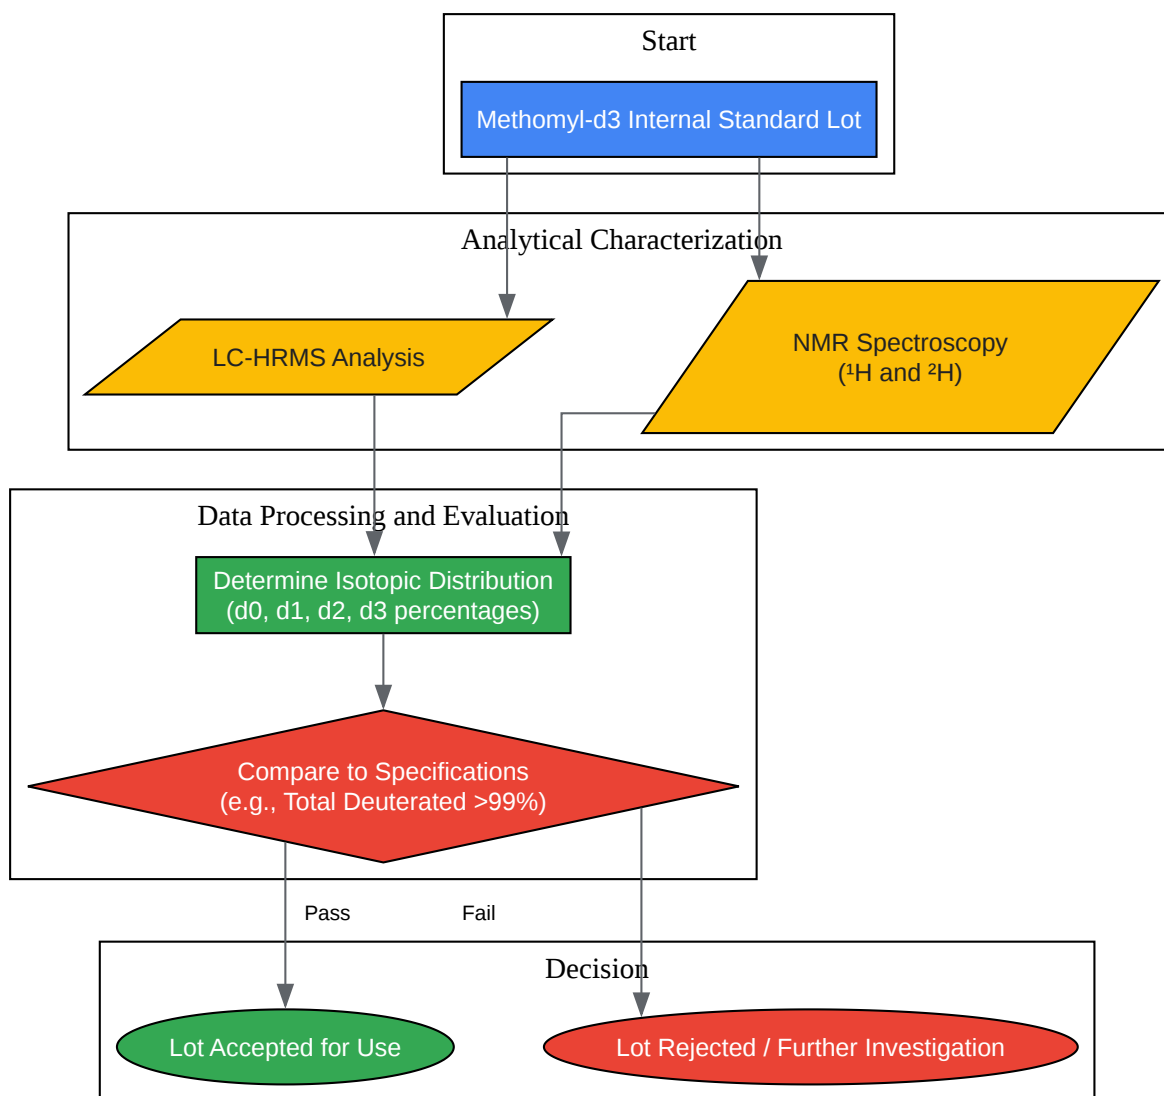 Start
Methomyl-d3 Internal Standard Lot
Analytical Characterization
LC-HRMS Analysis
NMR Spectroscopy
(¹H and ²H)
Data Processing and Evaluation
Determine Isotopic Distribution
(d0, d1, d2, d3 percentages)
Compare to Specifications
(e.g., Total Deuterated >99%)
Pass
Fail
Decision
Lot Accepted for Use
Lot Rejected / Further Investigation